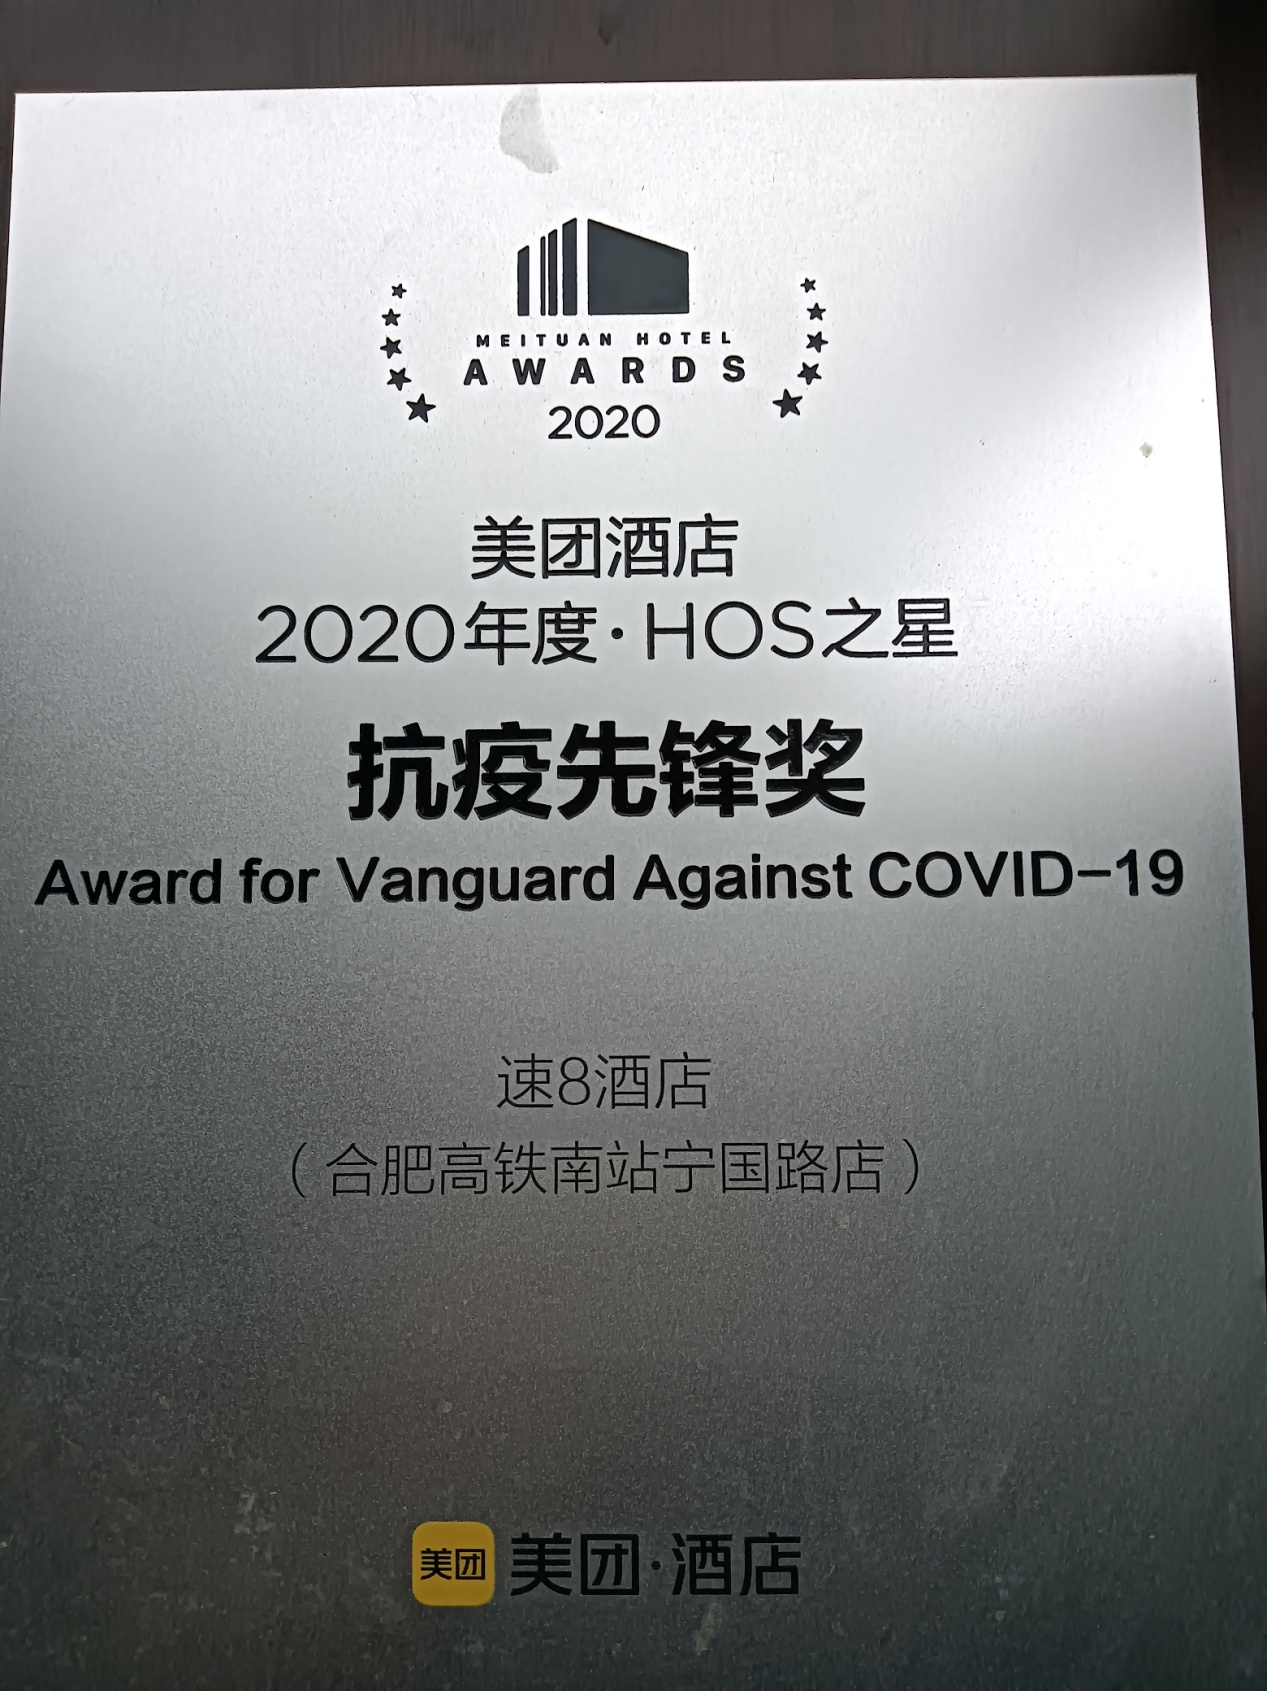 MEITUAN HOTEL
AWARDS
2020
美团酒店
2020年度·HOS之星
抗疫先锋奖
Award for Vanguard Against COVID-19
速8酒店
（合肥高铁南站宁国路店）
美团 美团·酒店